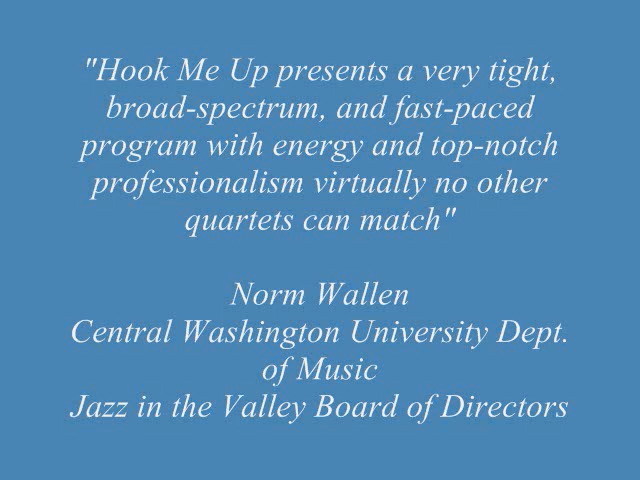 "Hook Me Up presents a very tight,
broad-spectrum, and fast-paced
program with energy and top-notch
professionalism virtually no other
quartets can match"
Norm Wallen
Central Washington University Dept.
of Music
Jazz in the Valley Board of Directors